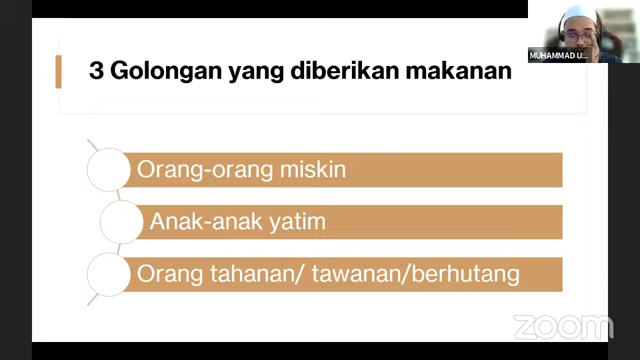 3 Golongan yang diberikan makanan
MUHAMMAD U...
Orang-orang miskin
Anak-anak yatim
Orang tahanan/ tawanan/berhutang
zoom